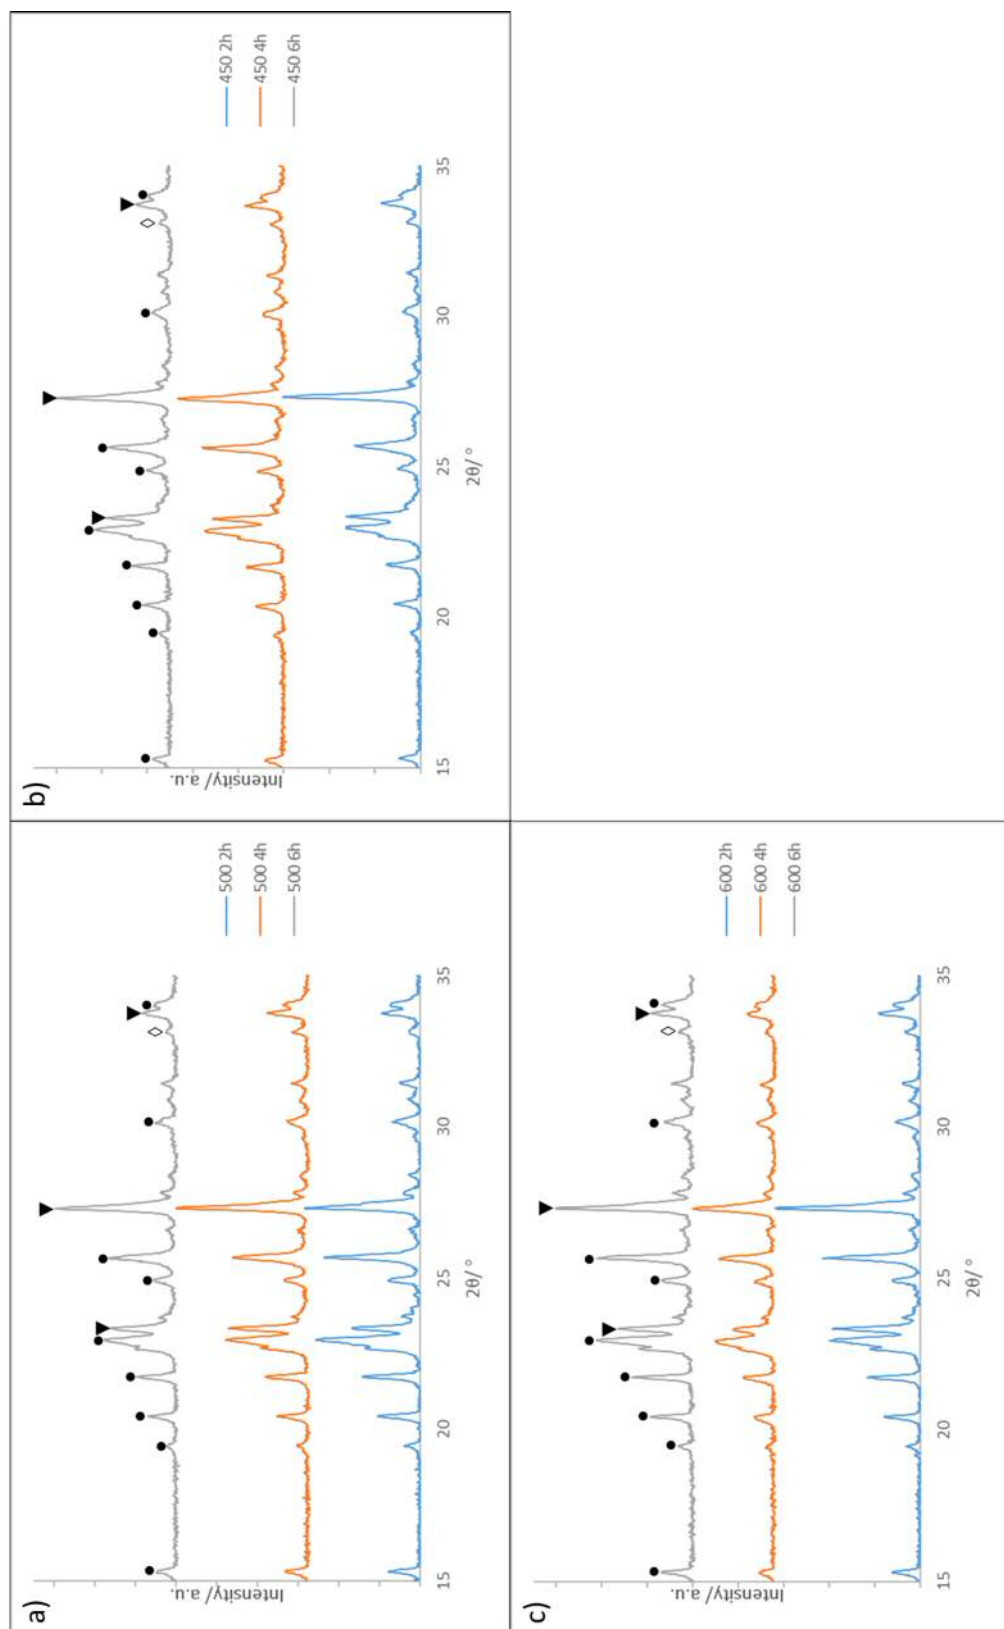 a)
Intensity/ a.u.
15
20
25
30
35
2θ/°
500 2h
500 4h
500 6h
b)
Intensity/ a.u.
15
20
25
30
35
2θ/°
450 2h
450 4h
450 6h
c)
Intensity/ a.u.
15
20
25
30
35
2θ/°
600 2h
600 4h
600 6h